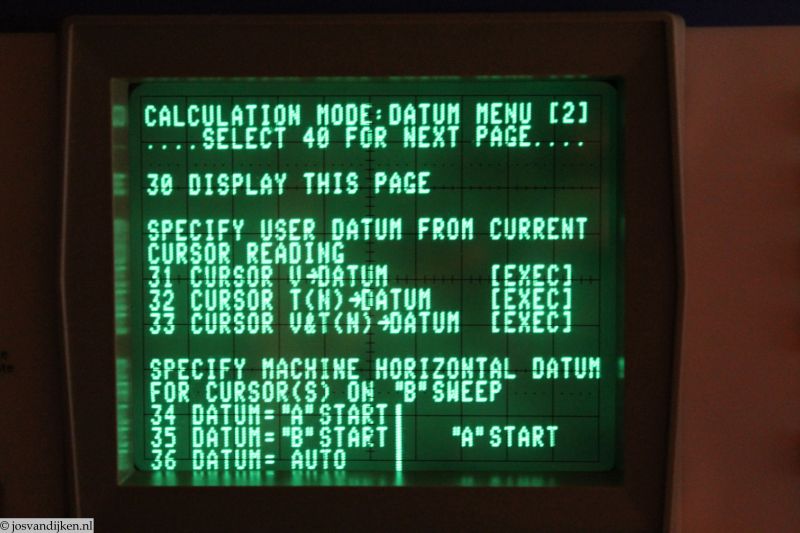 CALCULATION MODE:DATUM MENU [2]
....SELECT 40 FOR NEXT PAGE....
30 DISPLAY THIS PAGE
SPECIFY USER DATUM FROM CURRENT
CURSOR READING
31 CURSOR V→DATUM [EXEC]
32 CURSOR T(N)→DATUM [EXEC]
33 CURSOR V&T(N)→DATUM [EXEC]
SPECIFY MACHINE HORIZONTAL DATUM
FOR CURSOR(S) ON "B"SWEEP
34 DATUM="A"START
35 DATUM="B"START "A"START
36 DATUM= AUTO
© josvandijken.nl